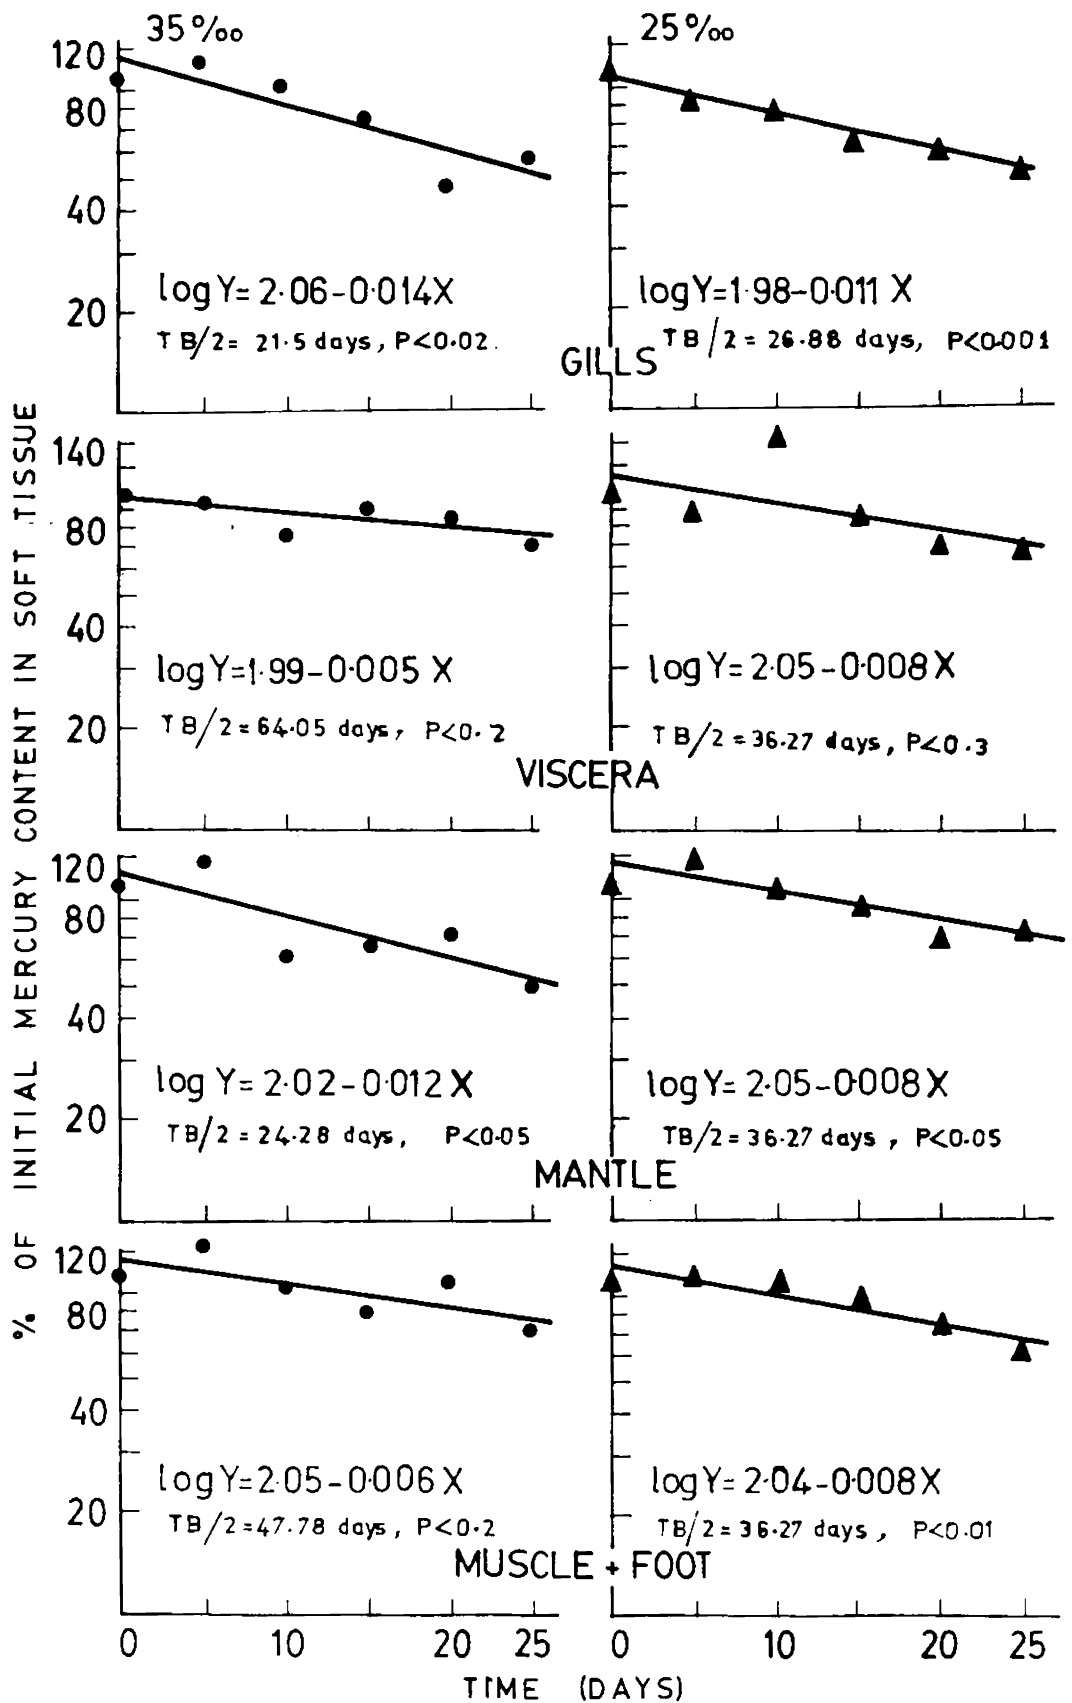 35‰
25‰
120
80
40
20
log Y= 2·06-0·014X
TB/2= 21·5 days, P<0·02.
log Y=1·98-0·011 X
TB/2 = 26·88 days, P<0·001
GILLS
140
80
40
20
log Y=1·99-0·005 X
TB/2=64·05 days, P<0·2
log Y= 2·05-0·008X
TB/2=36·27 days, P<0·3
VISCERA
120
80
40
20
log Y= 2·02-0·012 X
TB/2 = 24·28 days, P<0·05
log Y= 2·05-0·008X
TB/2=36·27 days, P<0·05
MANTLE
120
80
40
20
log Y=2·05-0·006 X
TB/2=47·78 days, P<0·2
log Y= 2·04-0·008X
TB/2=36·27 days, P<0·01
MUSCLE + FOOT
0 10 20 25
0 10 20 25
TIME (DAYS)
% OF INITIAL MERCURY CONTENT IN SOFT TISSUE